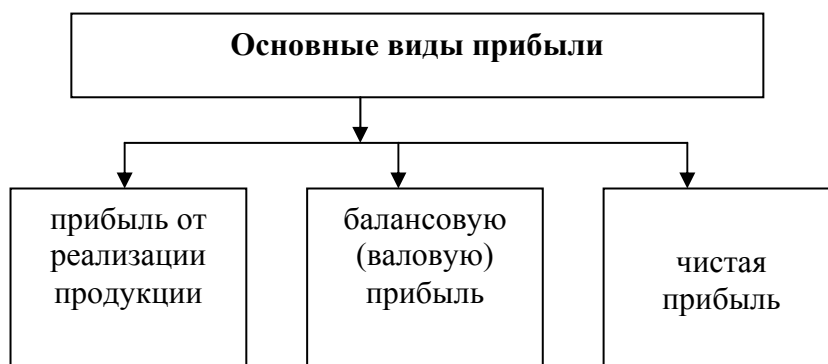 Основные виды прибыли
прибыль от
реализации
продукции
балансовую
(валовую)
прибыль
чистая
прибыль